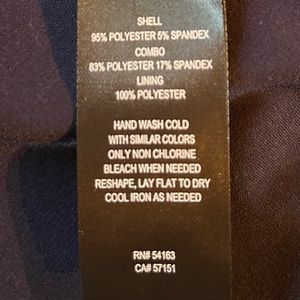 SHELL
95% POLYESTER 5% SPANDEX
COMBO
83% POLYESTER 17% SPANDEX
LINING
100% POLYESTER
HAND WASH COLD
WITH SIMILAR COLORS
ONLY NON CHLORINE
BLEACH WHEN NEEDED
RESHAPE, LAY FLAT TO DRY
COOL IRON AS NEEDED
RN# 54163
CA# 57151